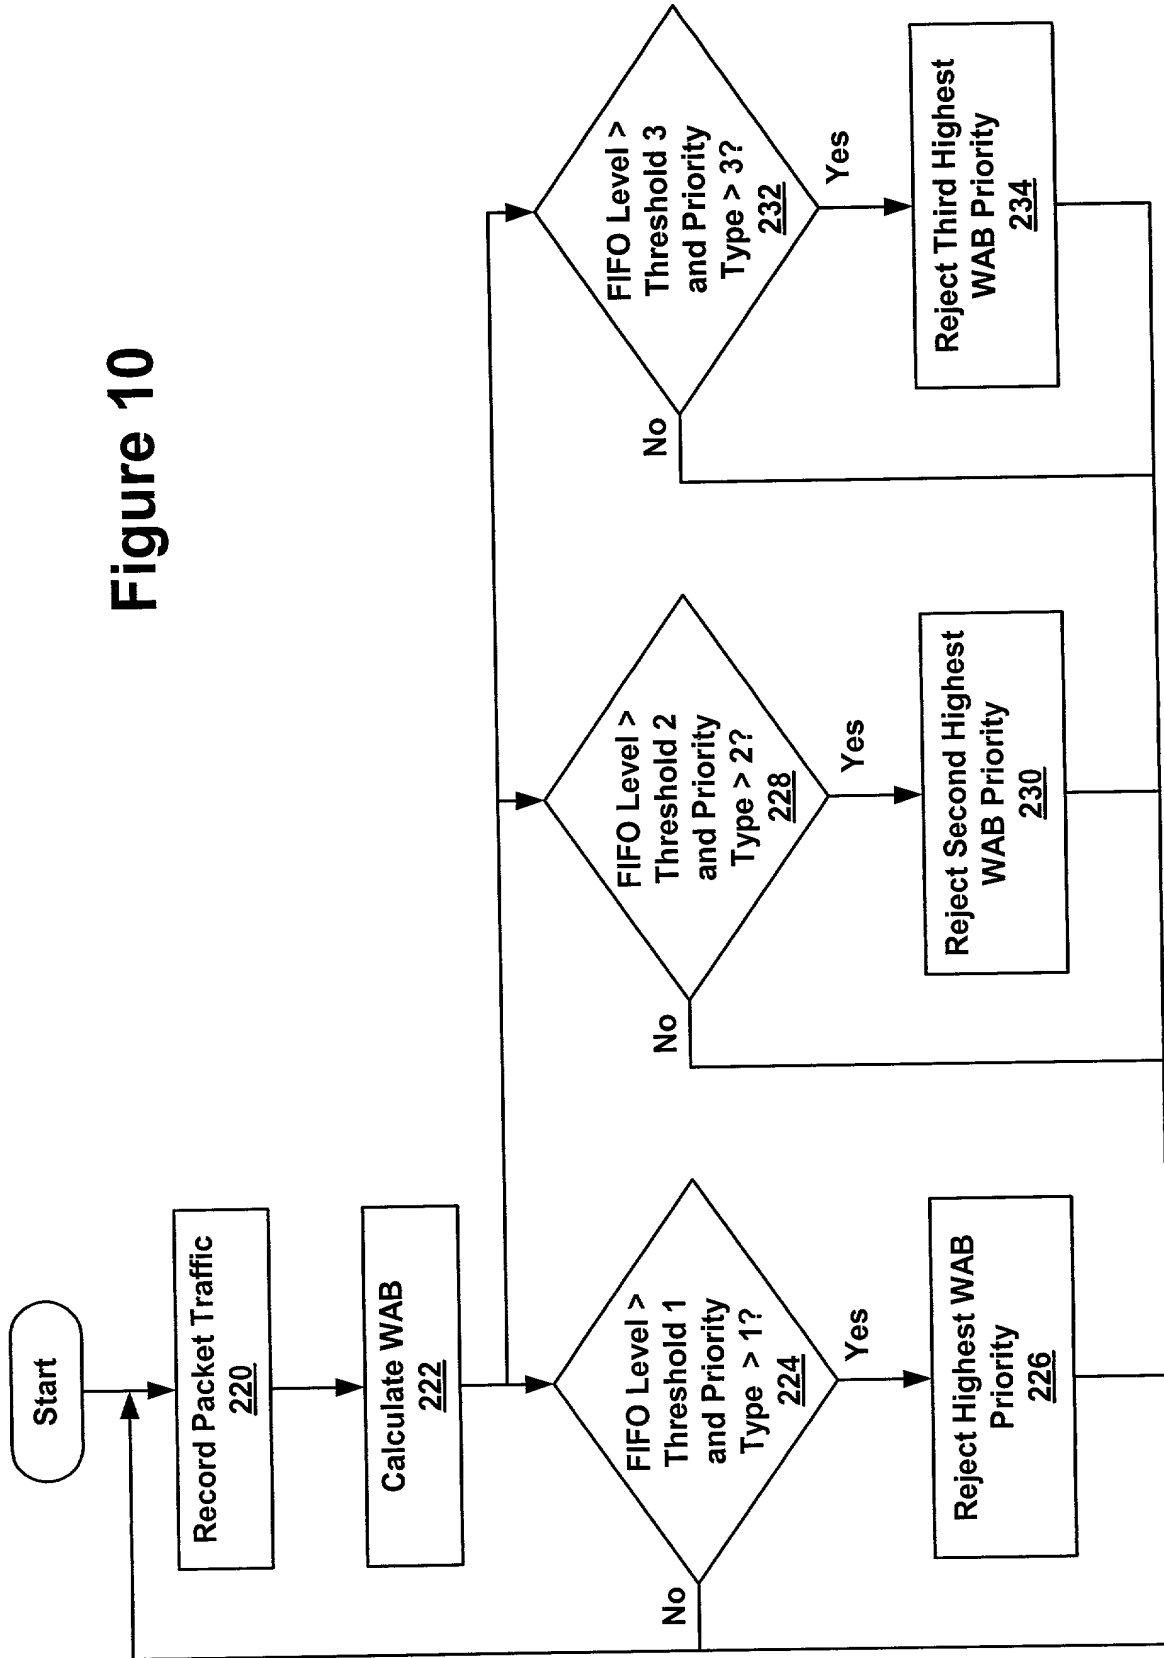 Figure 10
Start
Record Packet Traffic
220
Calculate WAB
222
FIFO Level >
Threshold 1
and Priority
Type > 1?
224
No
Yes
Reject Highest WAB
Priority
226
FIFO Level >
Threshold 2
and Priority
Type > 2?
228
No
Yes
Reject Second Highest
WAB Priority
230
FIFO Level >
Threshold 3
and Priority
Type > 3?
232
No
Yes
Reject Third Highest
WAB Priority
234